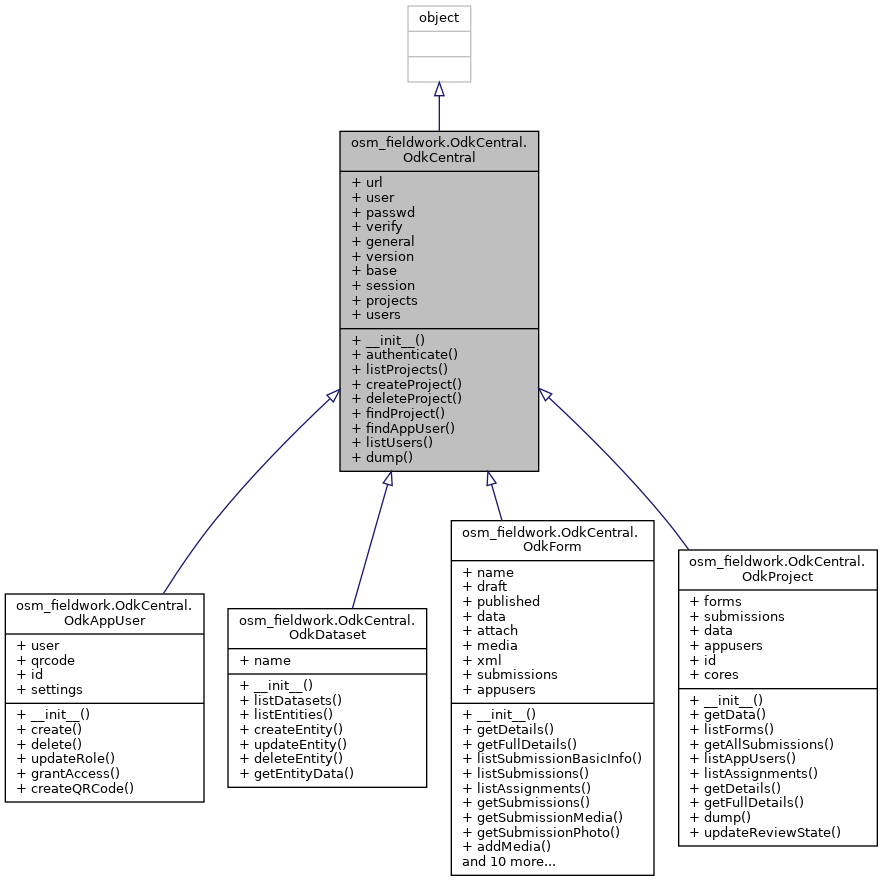 object
osm_fieldwork.OdkCentral.
OdkCentral
+ url
+ user
+ passwd
+ verify
+ general
+ version
+ base
+ session
+ projects
+ users
+ __init__()
+ authenticate()
+ listProjects()
+ createProject()
+ deleteProject()
+ findProject()
+ findAppUser()
+ listUsers()
+ dump()
osm_fieldwork.OdkCentral.
OdkAppUser
+ user
+ qrcode
+ id
+ settings
+ __init__()
+ create()
+ delete()
+ updateRole()
+ grantAccess()
+ createQRCode()
osm_fieldwork.OdkCentral.
OdkDataset
+ name
+ __init__()
+ listDatasets()
+ listEntities()
+ createEntity()
+ updateEntity()
+ deleteEntity()
+ getEntityData()
osm_fieldwork.OdkCentral.
OdkForm
+ name
+ draft
+ published
+ data
+ attach
+ media
+ xml
+ submissions
+ appusers
+ __init__()
+ getDetails()
+ getFullDetails()
+ listSubmissionBasicInfo()
+ listSubmissions()
+ listAssignments()
+ getSubmissions()
+ getSubmissionMedia()
+ getSubmissionPhoto()
+ addMedia()
and 10 more...
osm_fieldwork.OdkCentral.
OdkProject
+ forms
+ submissions
+ data
+ appusers
+ id
+ cores
+ __init__()
+ getData()
+ listForms()
+ getAllSubmissions()
+ listAppUsers()
+ listAssignments()
+ getDetails()
+ getFullDetails()
+ dump()
+ updateReviewState()